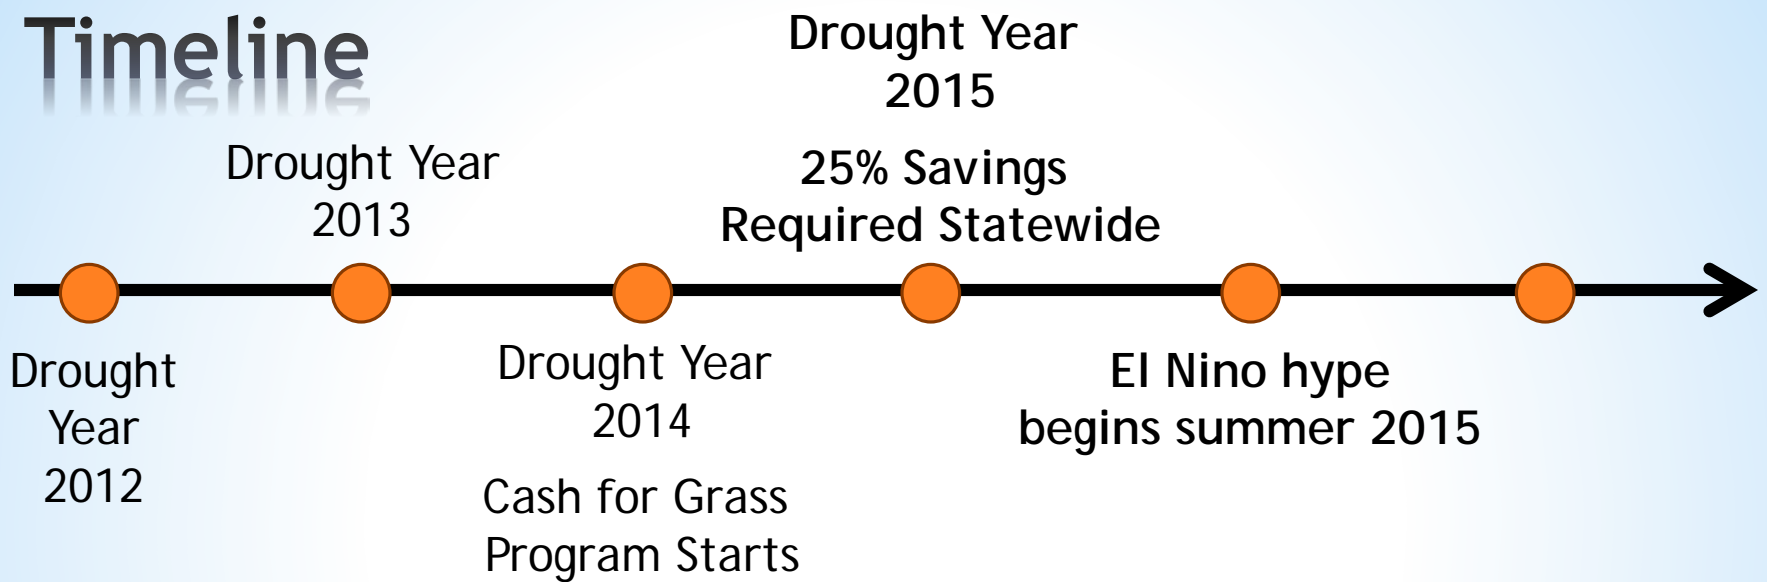 Timeline
Drought
Year
2012
Drought Year
2013
Drought Year
2014
Cash for Grass
Program Starts
Drought Year
2015
25% Savings
Required Statewide
El Nino hype
begins summer 2015